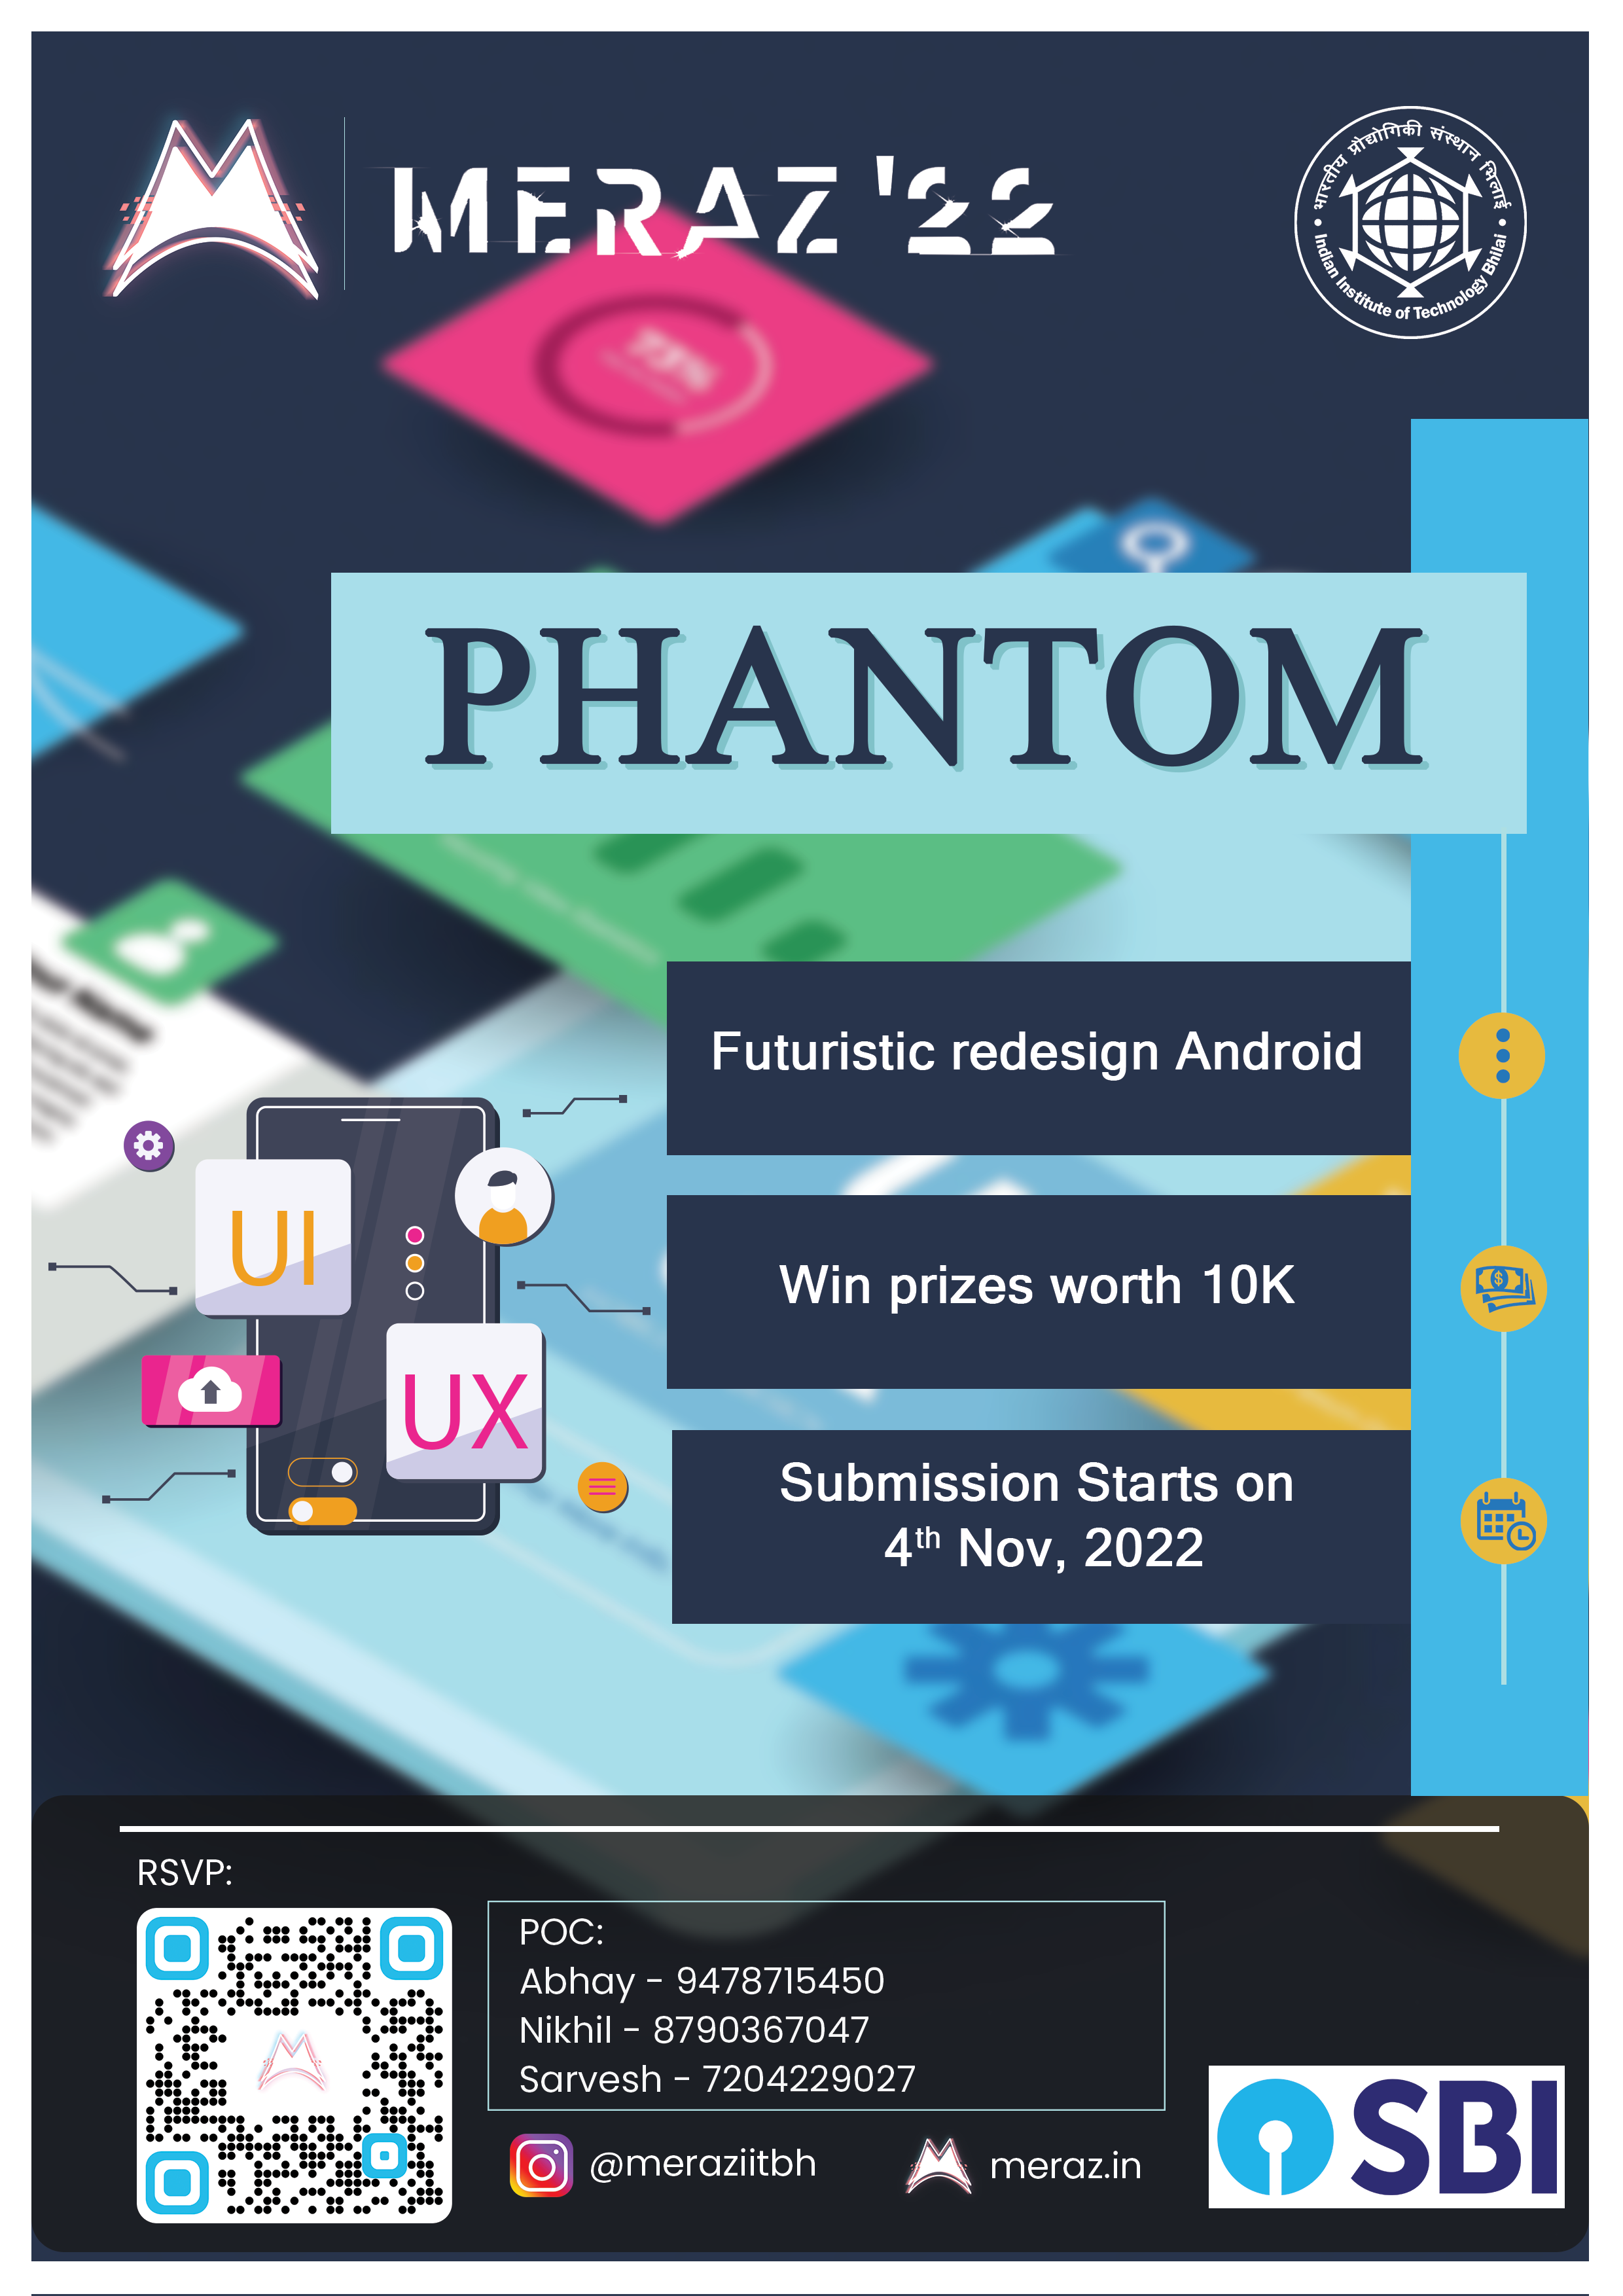 MERAZ '22
भारतीय प्रौद्योगिकी संस्थान भिलाई
Indian Institute of Technology Bhilai
73%
PHANTOM
Futuristic redesign Android
Win prizes worth 10K
Submission Starts on
4th Nov, 2022
UI
UX
RSVP:
POC:
Abhay - 9478715450
Nikhil - 8790367047
Sarvesh - 7204229027
@meraziitbh
meraz.in
SBI